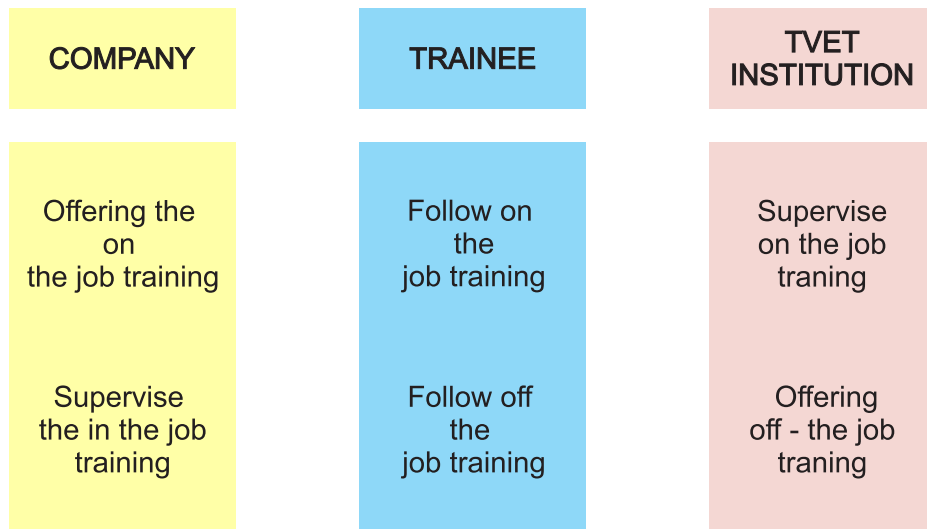 COMPANY
TRAINEE
TVET
INSTITUTION
Offering the
on
the job training
Follow on
the
job training
Supervise
on the job
traning
Supervise
the in the job
training
Follow off
the
job training
Offering
off - the job
traning